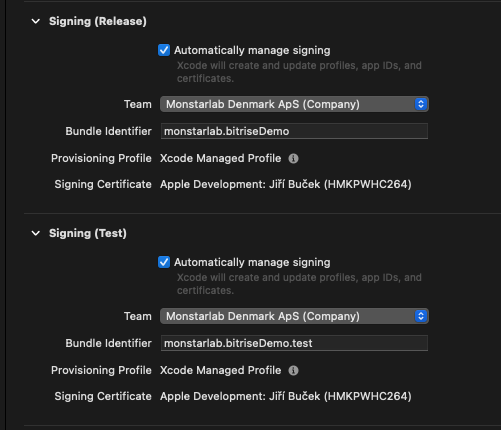 Signing (Release)
Automatically manage signing
Xcode will create and update profiles, app IDs, and
certificates.
Team Monstarlab Denmark ApS (Company)
Bundle Identifier monstarlab.bitriseDemo
Provisioning Profile Xcode Managed Profile
Signing Certificate Apple Development: Jiří Buček (HMKPWHC264)
Signing (Test)
Automatically manage signing
Xcode will create and update profiles, app IDs, and
certificates.
Team Monstarlab Denmark ApS (Company)
Bundle Identifier monstarlab.bitriseDemo.test
Provisioning Profile Xcode Managed Profile
Signing Certificate Apple Development: Jiří Buček (HMKPWHC264)